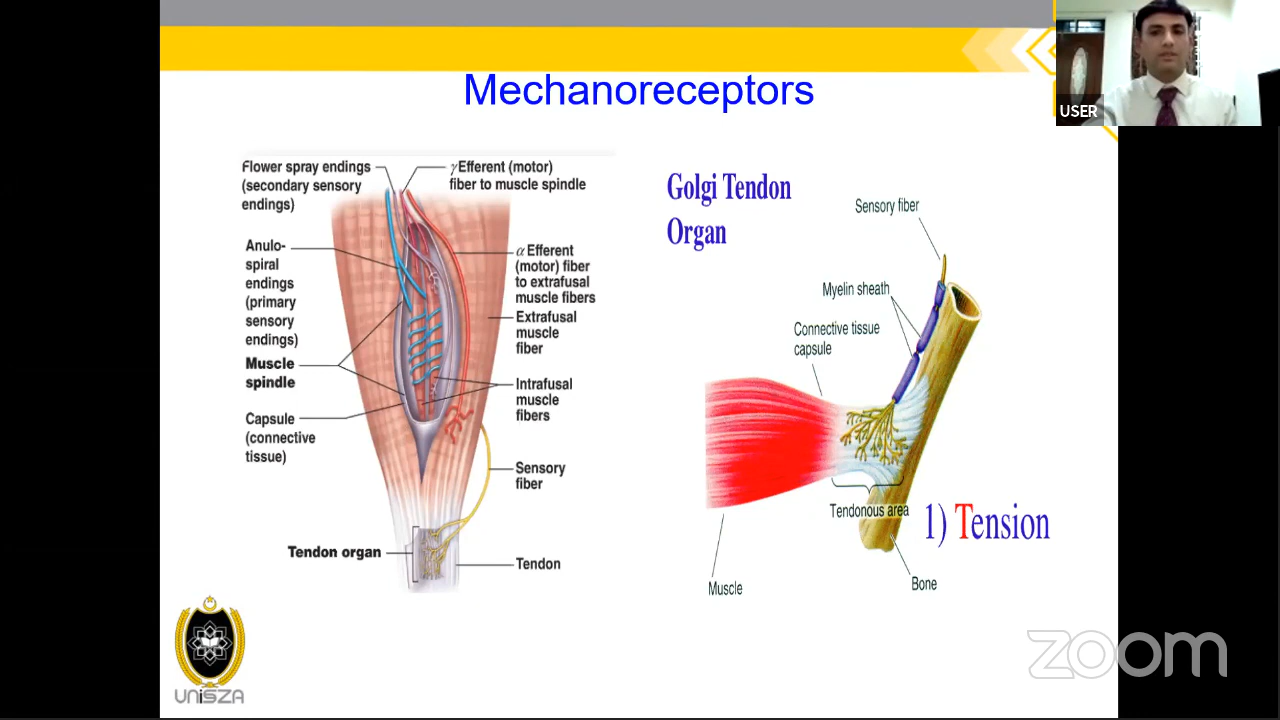 Mechanoreceptors
USER
Flower spray endings
(secondary sensory
endings)
γ Efferent (motor)
fiber to muscle spindle
Anulo-
spiral
endings
(primary
sensory
endings)
Muscle
spindle
Capsule
(connective
tissue)
α Efferent
(motor) fiber
to extrafusal
muscle fibers
Extrafusal
muscle
fiber
Intrafusal
muscle
fibers
Sensory
fiber
Tendon organ
Tendon
Golgi Tendon
Organ
Sensory fiber
Myelin sheath
Connective tissue
capsule
Tendonous area
1) Tension
Muscle
Bone
UNiSZA
zoom